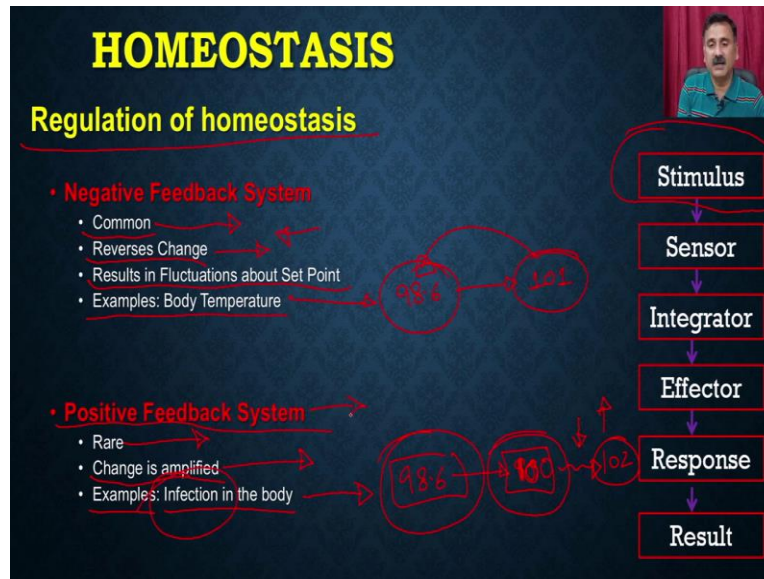 HOMEOSTASIS
Regulation of homeostasis
• Negative Feedback System
• Common
• Reverses Change
• Results in Fluctuations about Set Point
• Examples: Body Temperature
98.6
101
• Positive Feedback System
• Rare
• Change is amplified
• Examples: Infection in the body
98.6
100
102
Stimulus
Sensor
Integrator
Effector
Response
Result